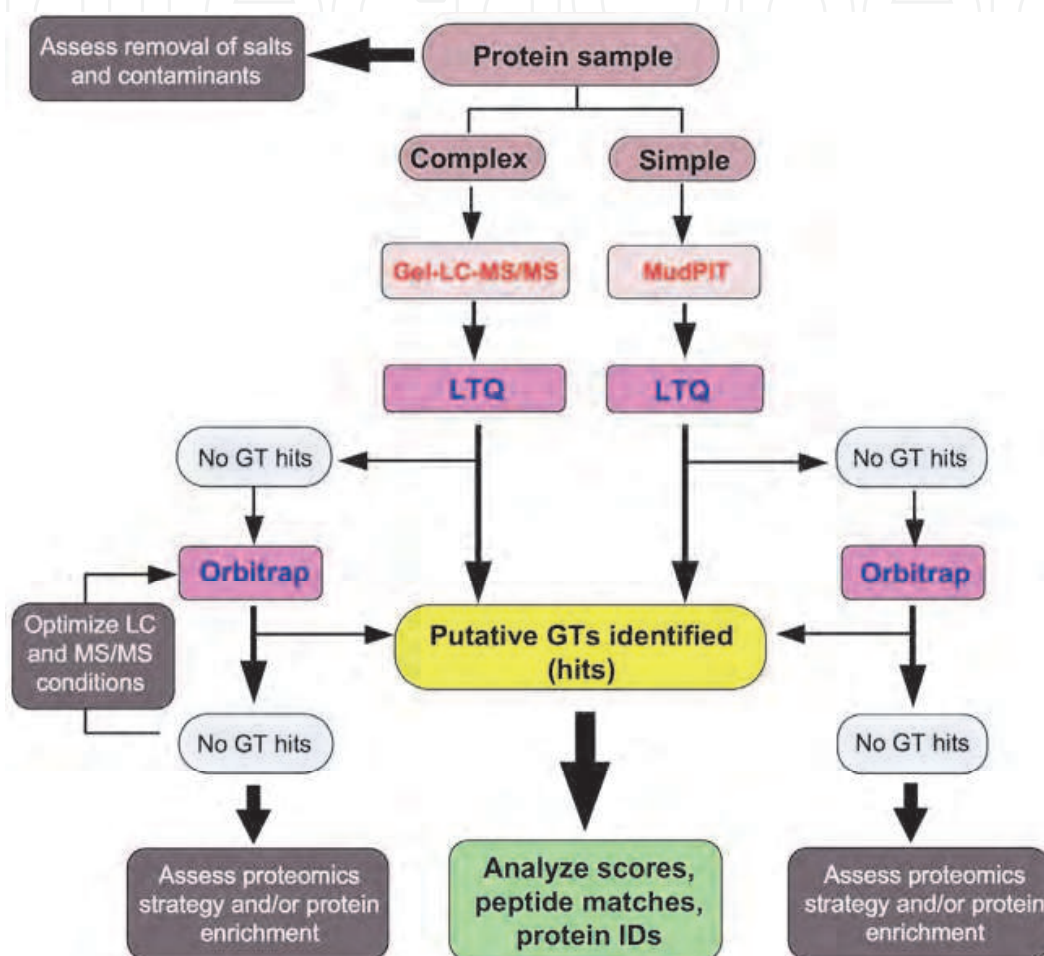 Assess removal of salts
and contaminants
Protein sample
Complex
Simple
Gel-LC-MS/MS
MudPIT
LTQ
LTQ
No GT hits
No GT hits
Orbitrap
Orbitrap
Optimize LC
and MS/MS
conditions
Putative GTs identified
(hits)
No GT hits
No GT hits
Assess proteomics
strategy and/or protein
enrichment
Analyze scores,
peptide matches,
protein IDs
Assess proteomics
strategy and/or protein
enrichment